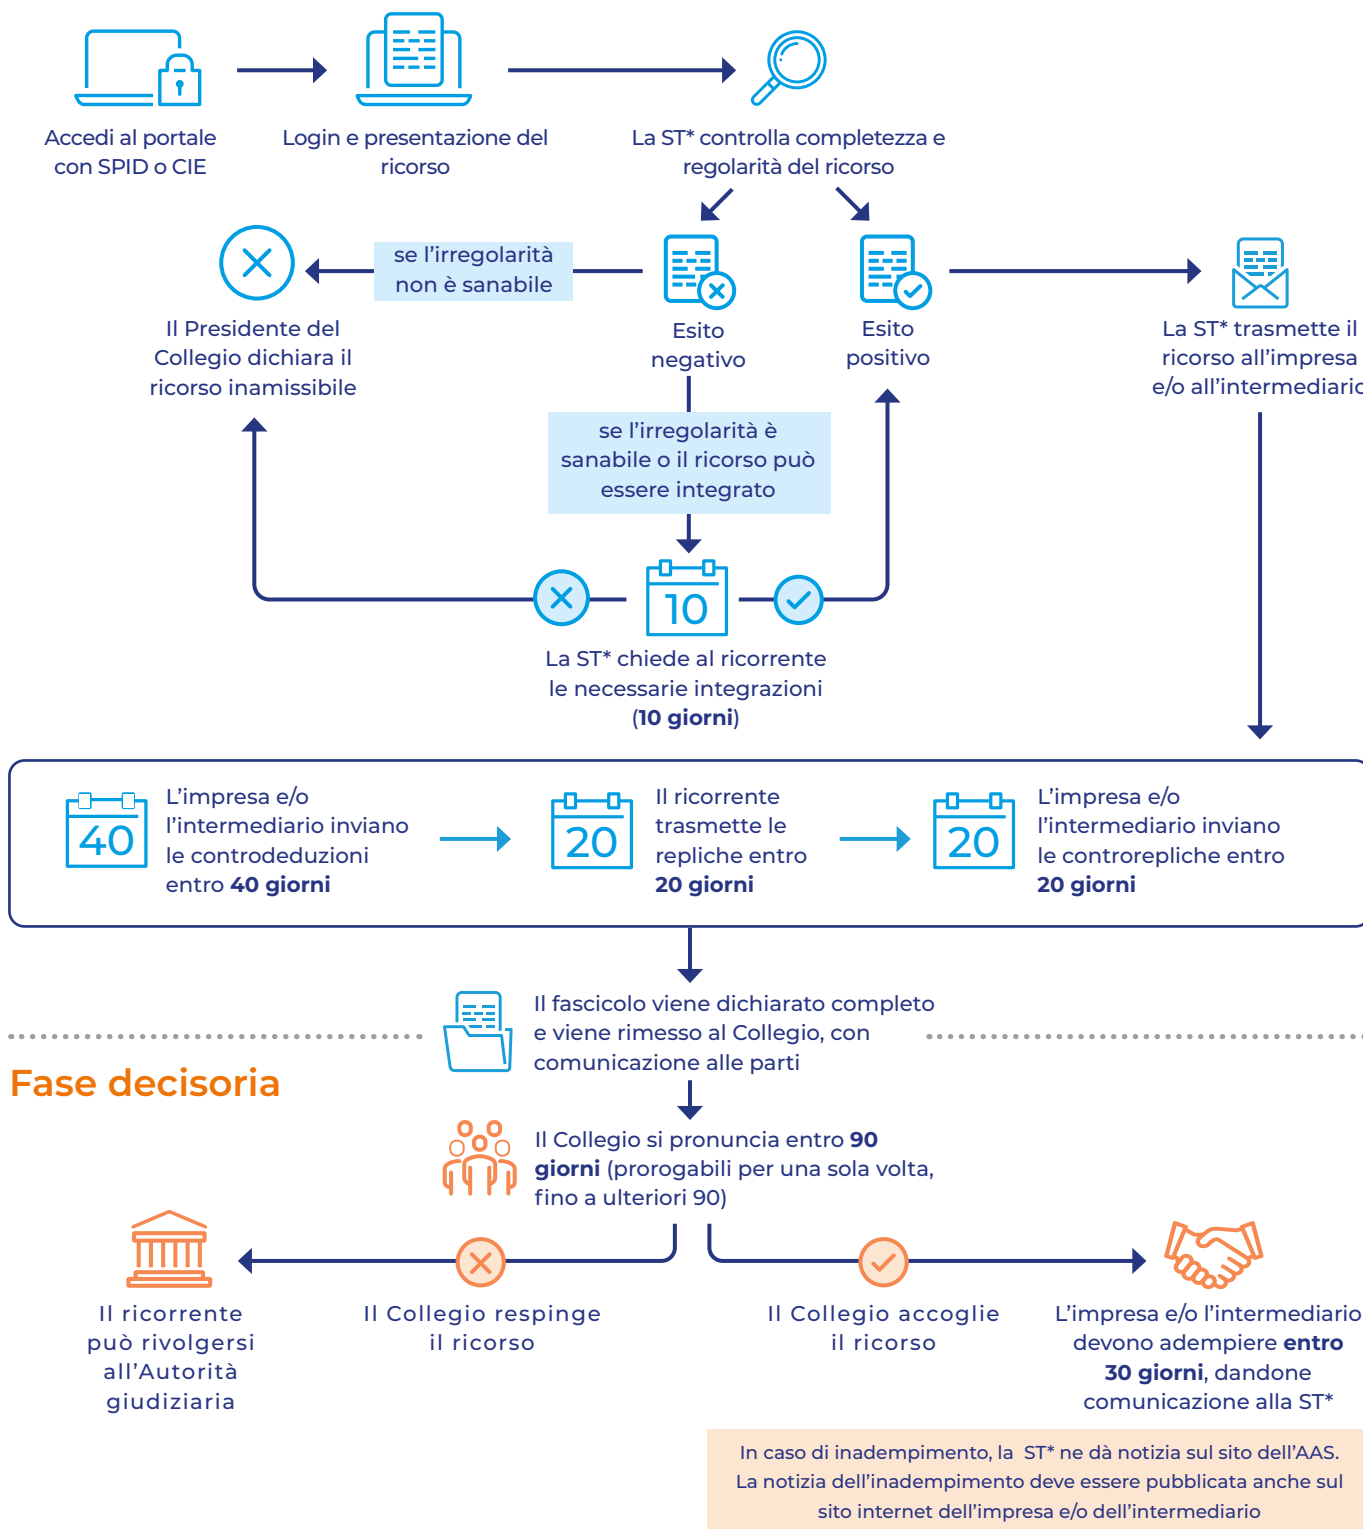 Accedi al portale
con SPID o CIE
Login e presentazione del
ricorso
La ST* controlla completezza e
regolarità del ricorso
se l'irregolarità
non è sanabile
Il Presidente del
Collegio dichiara il
ricorso inamissibile
Esito
negativo
Esito
positivo
La ST* trasmette il
ricorso all'impresa
e/o all'intermediario
se l'irregolarità è
sanabile o il ricorso può
essere integrato
10
La ST* chiede al ricorrente
le necessarie integrazioni
(10 giorni)
40
L'impresa e/o
l'intermediario inviano
le controdeduzioni
entro 40 giorni
20
Il ricorrente
trasmette le
repliche entro
20 giorni
20
L'impresa e/o
l'intermediario inviano
le controrepliche entro
20 giorni
Il fascicolo viene dichiarato completo
e viene rimesso al Collegio, con
comunicazione alle parti
Fase decisoria
Il Collegio si pronuncia entro 90
giorni (prorogabili per una sola volta,
fino a ulteriori 90)
Il ricorrente
può rivolgersi
all'Autorità
giudiziaria
Il Collegio respinge
il ricorso
Il Collegio accoglie
il ricorso
L'impresa e/o l'intermediario
devono adempiere entro
30 giorni, dandone
comunicazione alla ST*
In caso di inadempimento, la ST* ne dà notizia sul sito dell'AAS.
La notizia dell'inadempimento deve essere pubblicata anche sul
sito internet dell'impresa e/o dell'intermediario